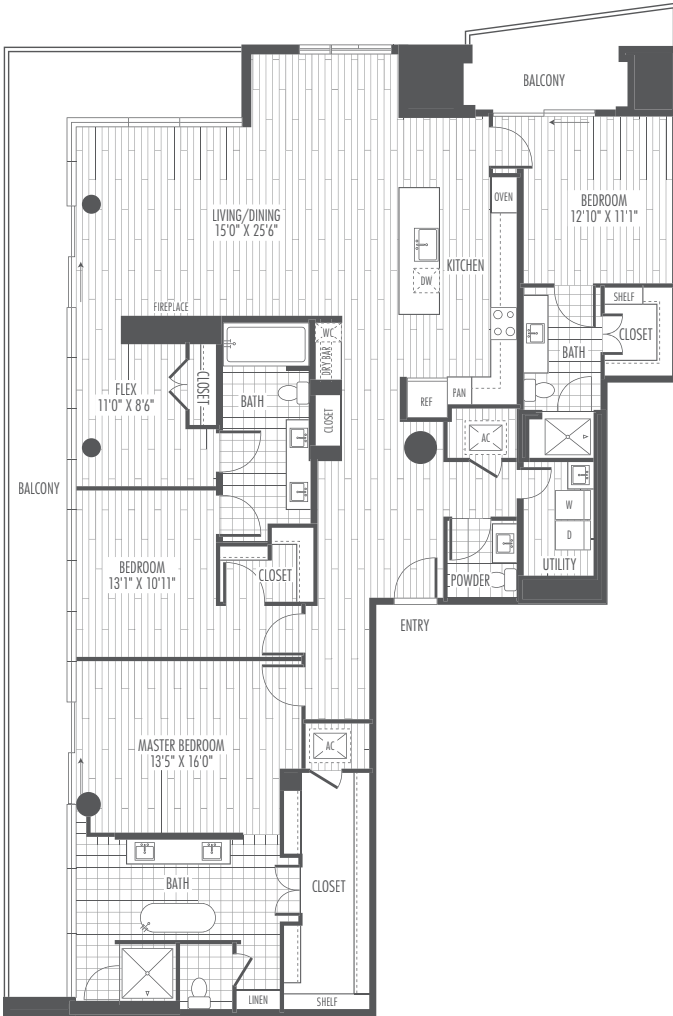 BALCONY
OVEN
BEDROOM
12'10" X 11'1"
LIVING/DINING
15'0" X 25'6"
KITCHEN
DW
SHELF
FIREPLACE
WC
CLOSET
BATH
DRY BAR
FLEX
11'0" X 8'6"
CLOSET
BATH
REF
FAN
CLOSET
AC
BALCONY
W
D
BEDROOM
13'1" X 10'11"
CLOSET
POWDER
UTILITY
ENTRY
MASTER BEDROOM
13'5" X 16'0"
AC
BATH
CLOSET
LINEN
SHELF